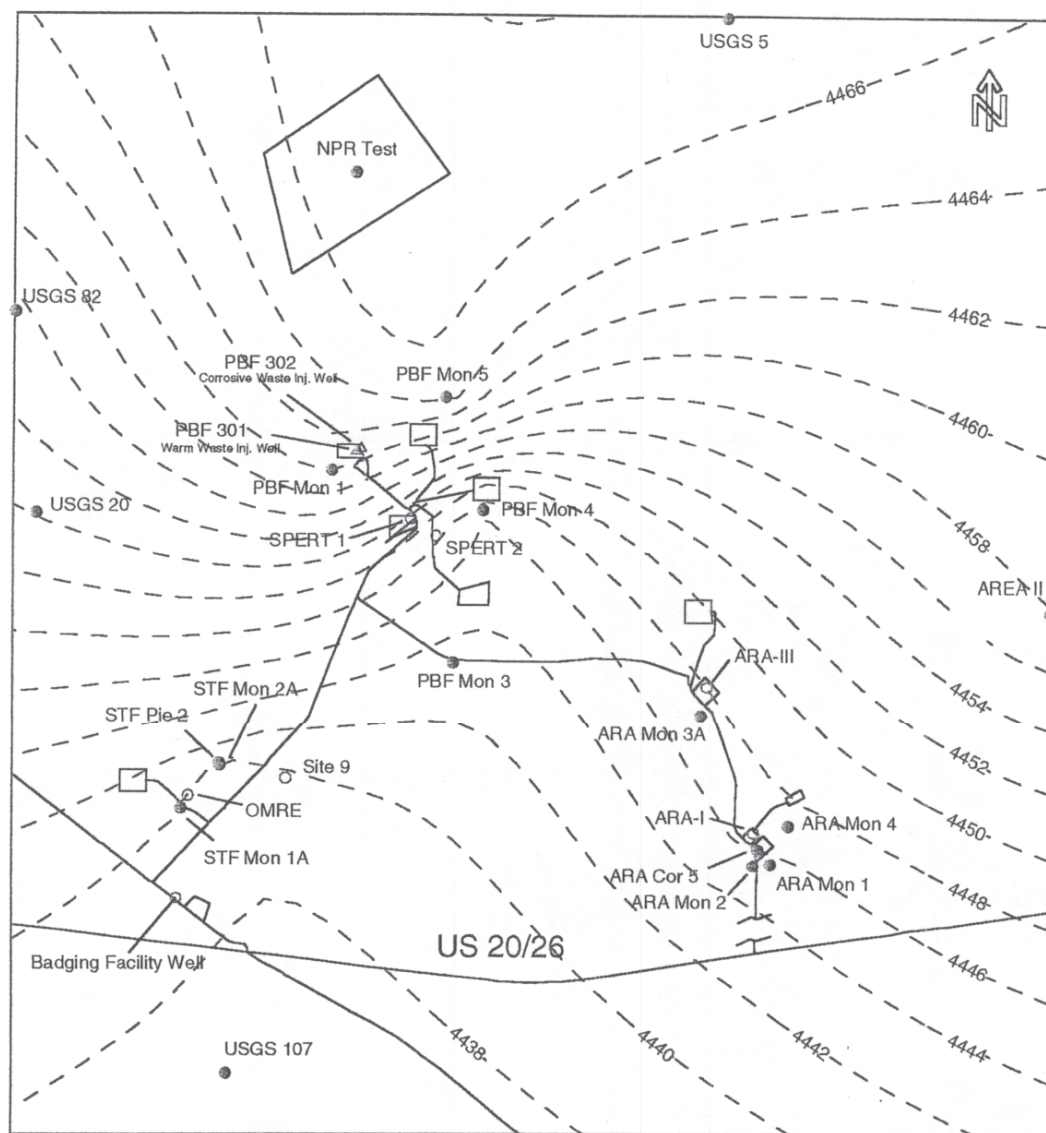 USGS 5
4466
N
NPR Test
4464
USGS 82
4462
PBF 302
Corrosive Waste Inj. Well
PBF Mon 5
4460
PBF 301
Warm Waste Inj. Well
PBF Mon 1
USGS 20
PBF Mon 4
SPERT 1
SPERT 2
4458
AREA II
ARA-III
PBF Mon 3
STF Mon 2A
4454
STF Pie 2
ARA Mon 3A
4452
Site 9
OMRE
ARA-I
ARA Mon 4
4450
STF Mon 1A
ARA Cor 5
ARA Mon 1
4448
ARA Mon 2
US 20/26
Badging Facility Well
4446
4438
4440
4442
4444
USGS 107